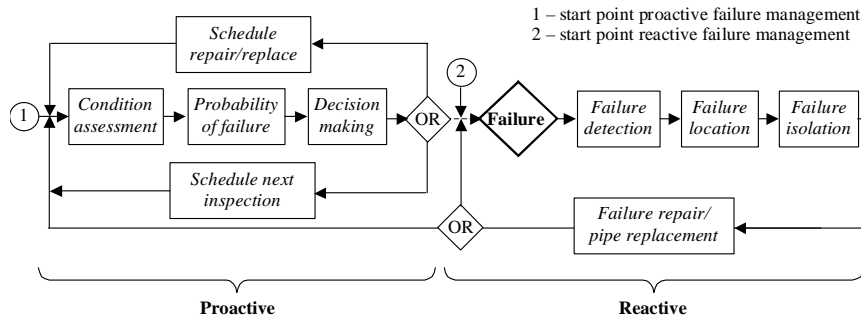 1 – start point proactive failure management
2 – start point reactive failure management
Schedule
repair/replace
2
1
Condition
assessment
Probability
of failure
Decision
making
OR
Failure
Failure
detection
Failure
location
Failure
isolation
Schedule next
inspection
OR
Failure repair/
pipe replacement
Proactive
Reactive